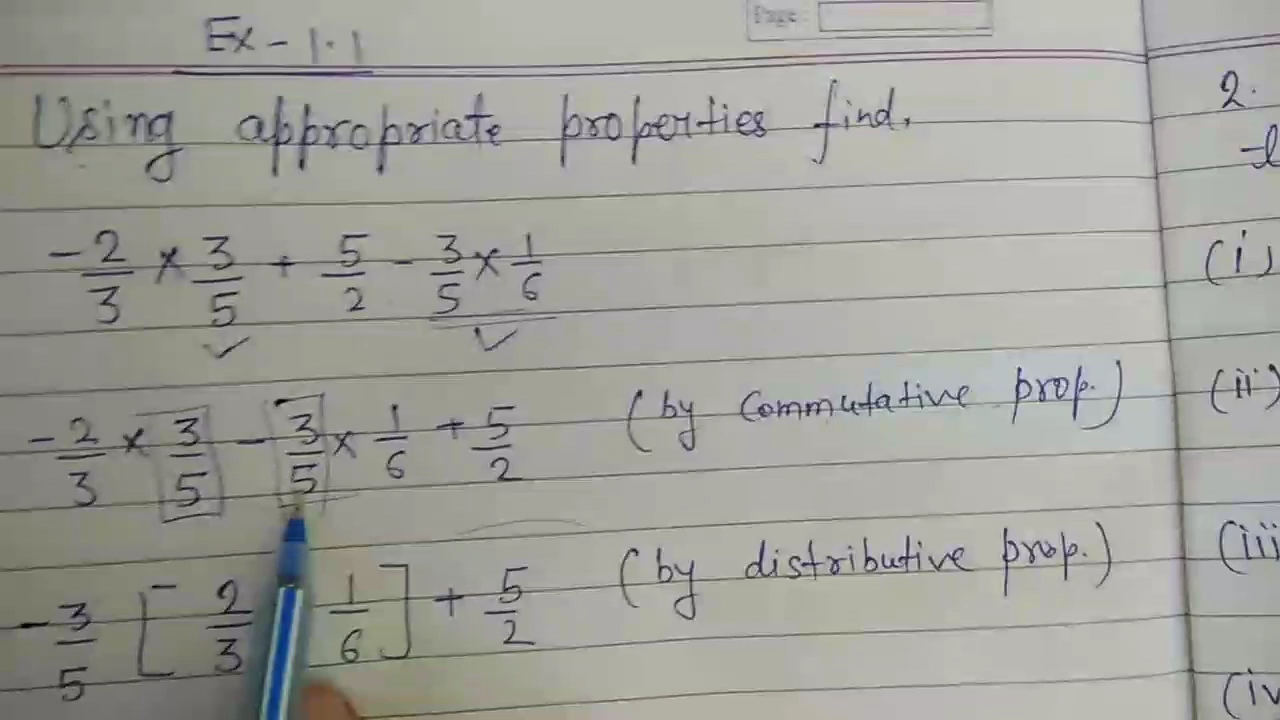 Page:
Ex - 1.1
Using appropriate properties find.
-2/3 × 3/5 + 5/2 - 3/5 × 1/6
-2/3 × 3/5 - 3/5 × 1/6 + 5/2 (by Commutative prop.)
-3/5 [ - 2/3 1/6 ] + 5/2 (by distributive prop.)
2.
(i)
(ii)
(iii
(iv